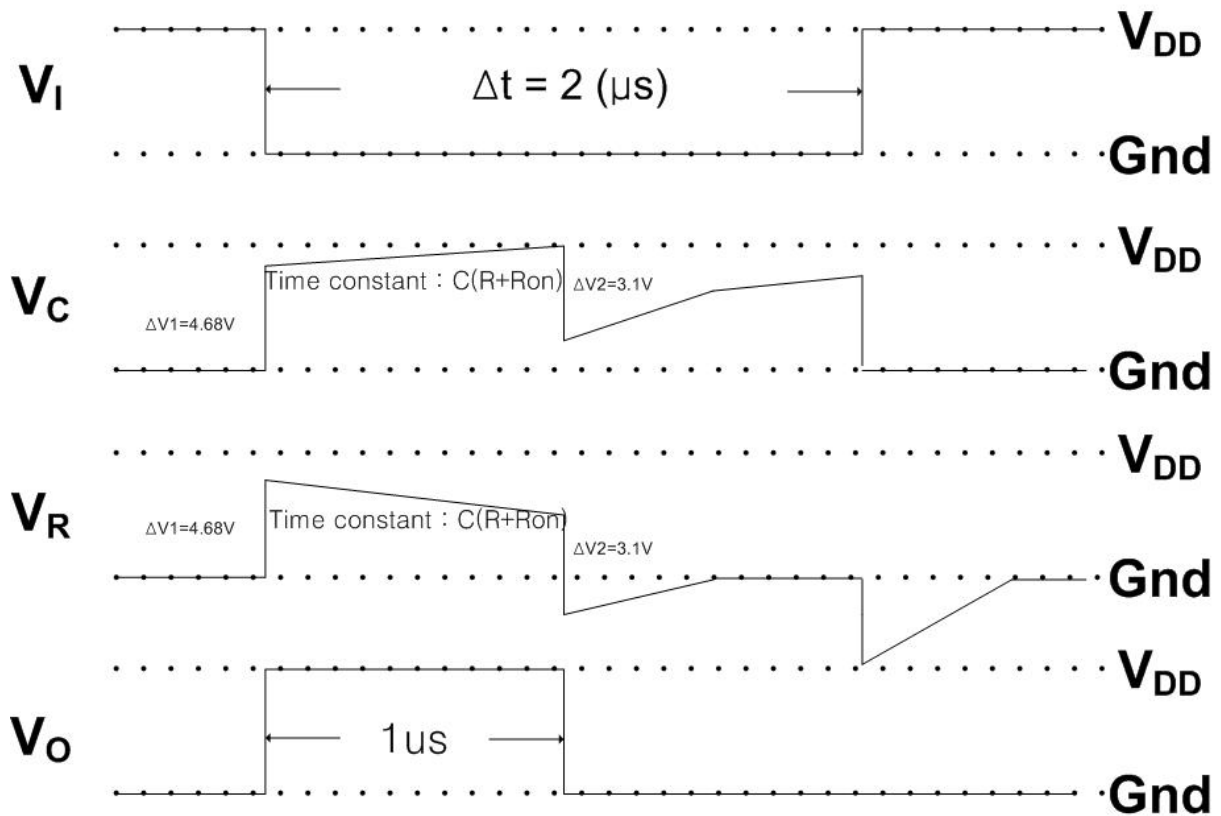 V_DD
V_I
Δt = 2 (μs)
Gnd
V_DD
Time constant : C(R+Ron)
ΔV2=3.1V
V_C
ΔV1=4.68V
Gnd
V_DD
V_R
ΔV1=4.68V
Time constant : C(R+Ron)
ΔV2=3.1V
Gnd
V_DD
V_O
1us
Gnd